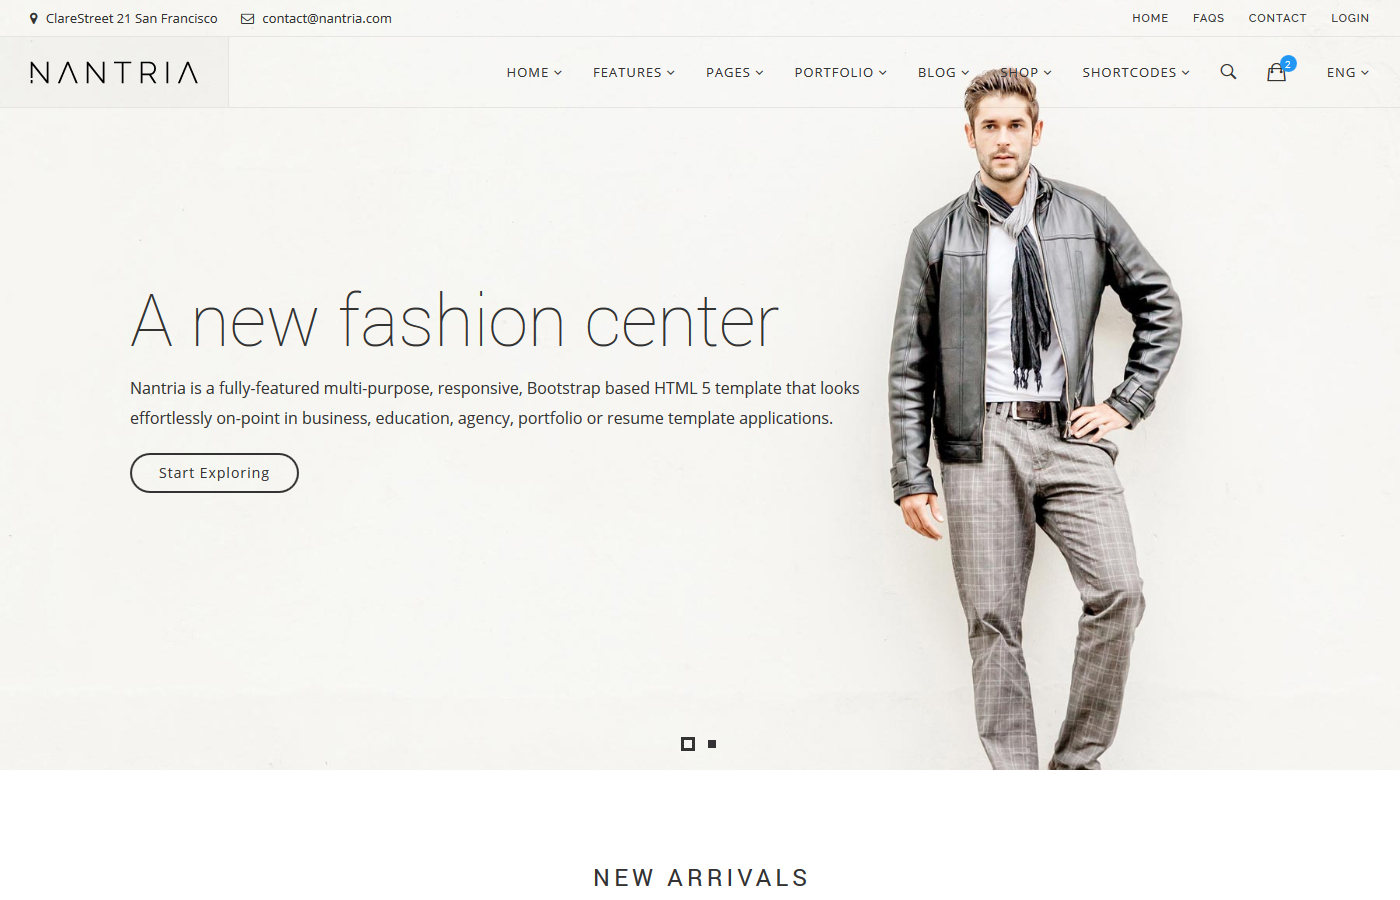 ClareStreet 21 San Francisco contact@nantria.com HOME FAQS CONTACT LOGIN
NANTRIA HOME FEATURES PAGES PORTFOLIO BLOG SHOP SHORTCODES 2 ENG
A new fashion center
Nantria is a fully-featured multi-purpose, responsive, Bootstrap based HTML 5 template that looks
effortlessly on-point in business, education, agency, portfolio or resume template applications.
Start Exploring
NEW ARRIVALS